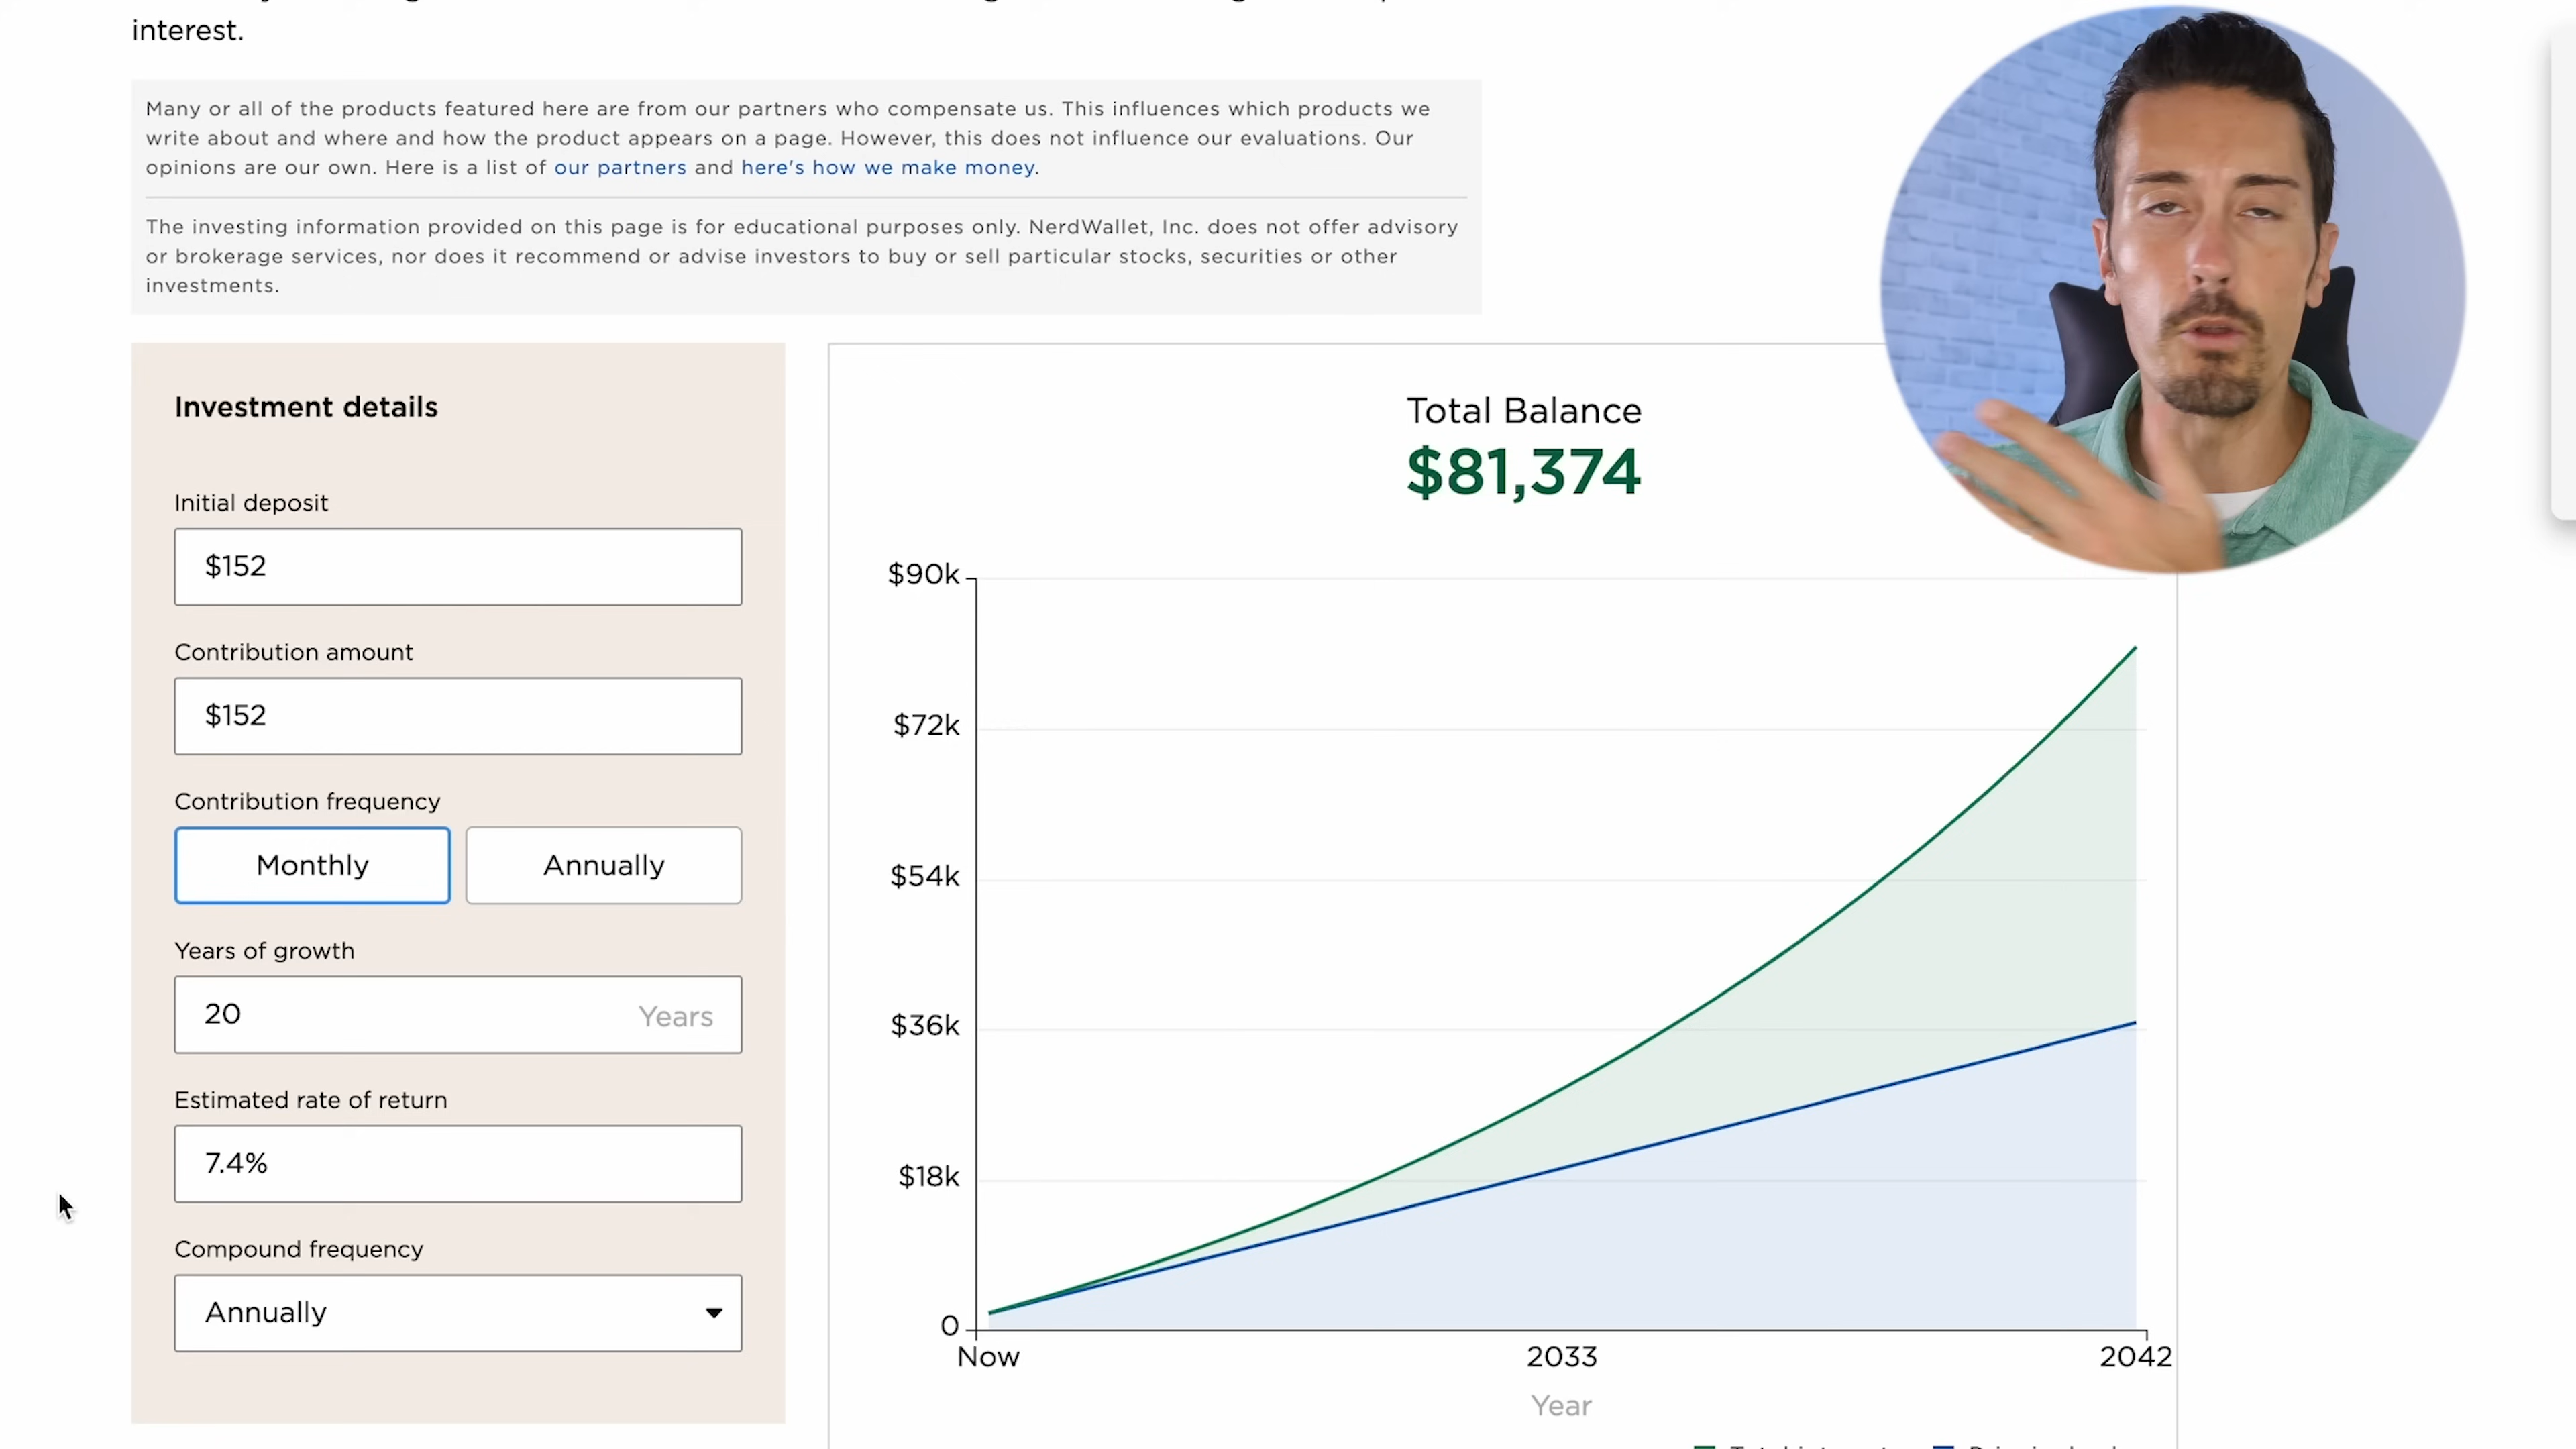 interest.
Many or all of the products featured here are from our partners who compensate us. This influences which products we
write about and where and how the product appears on a page. However, this does not influence our evaluations. Our
opinions are our own. Here is a list of our partners and here's how we make money.
The investing information provided on this page is for educational purposes only. NerdWallet, Inc. does not offer advisory
or brokerage services, nor does it recommend or advise investors to buy or sell particular stocks, securities or other
investments.
Investment details
Initial deposit
$152
Contribution amount
$152
Contribution frequency
Monthly Annually
Years of growth
20 Years
Estimated rate of return
7.4%
Compound frequency
Annually
Total Balance
$81,374
$90k
$72k
$54k
$36k
$18k
0
Now 2033 2042
Year